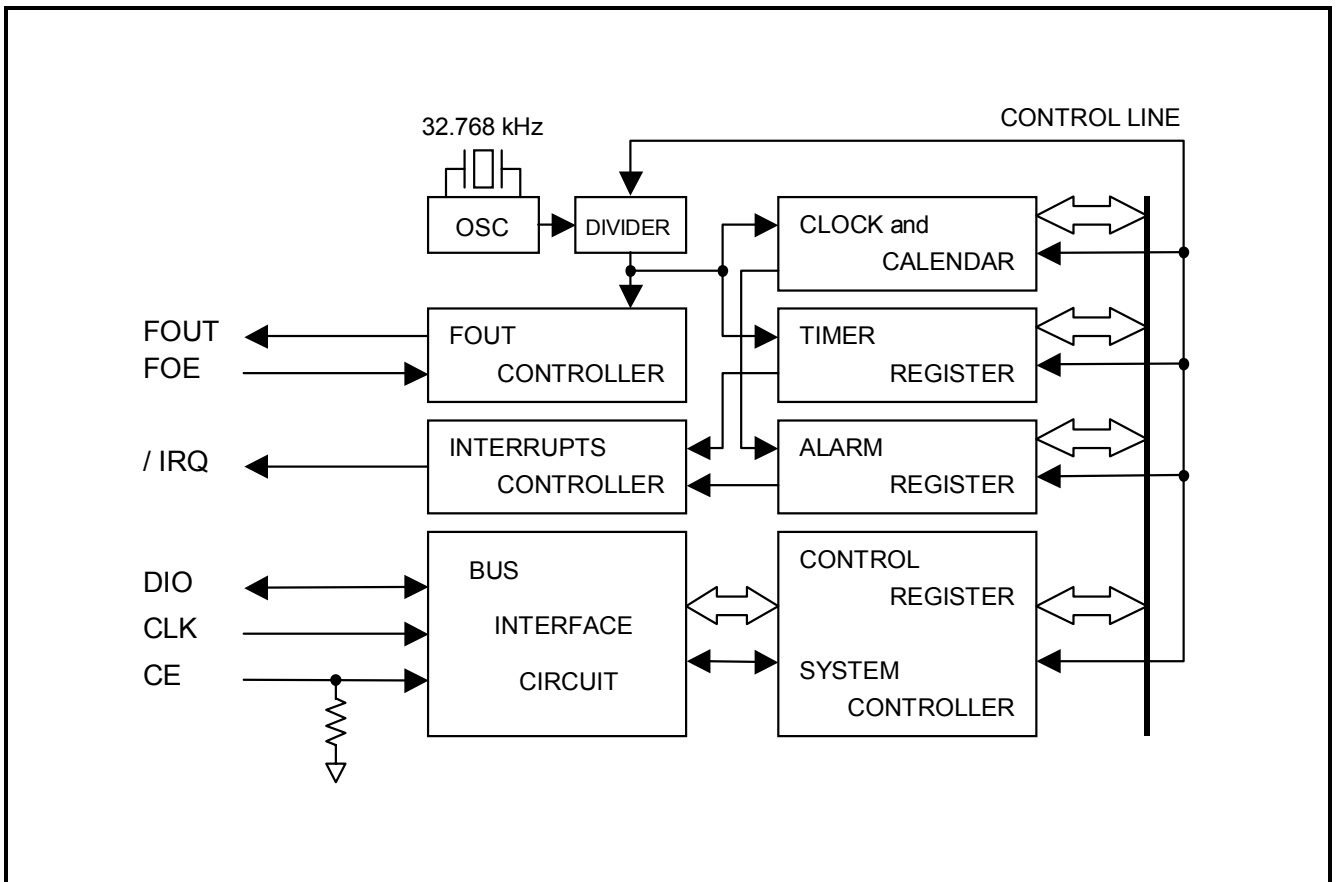 32.768 kHz
CONTROL LINE
OSC
DIVIDER
CLOCK and
CALENDAR
FOUT
FOE
FOUT
CONTROLLER
TIMER
REGISTER
/ IRQ
INTERRUPTS
CONTROLLER
ALARM
REGISTER
DIO
CLK
CE
BUS
INTERFACE
CIRCUIT
CONTROL
REGISTER
SYSTEM
CONTROLLER